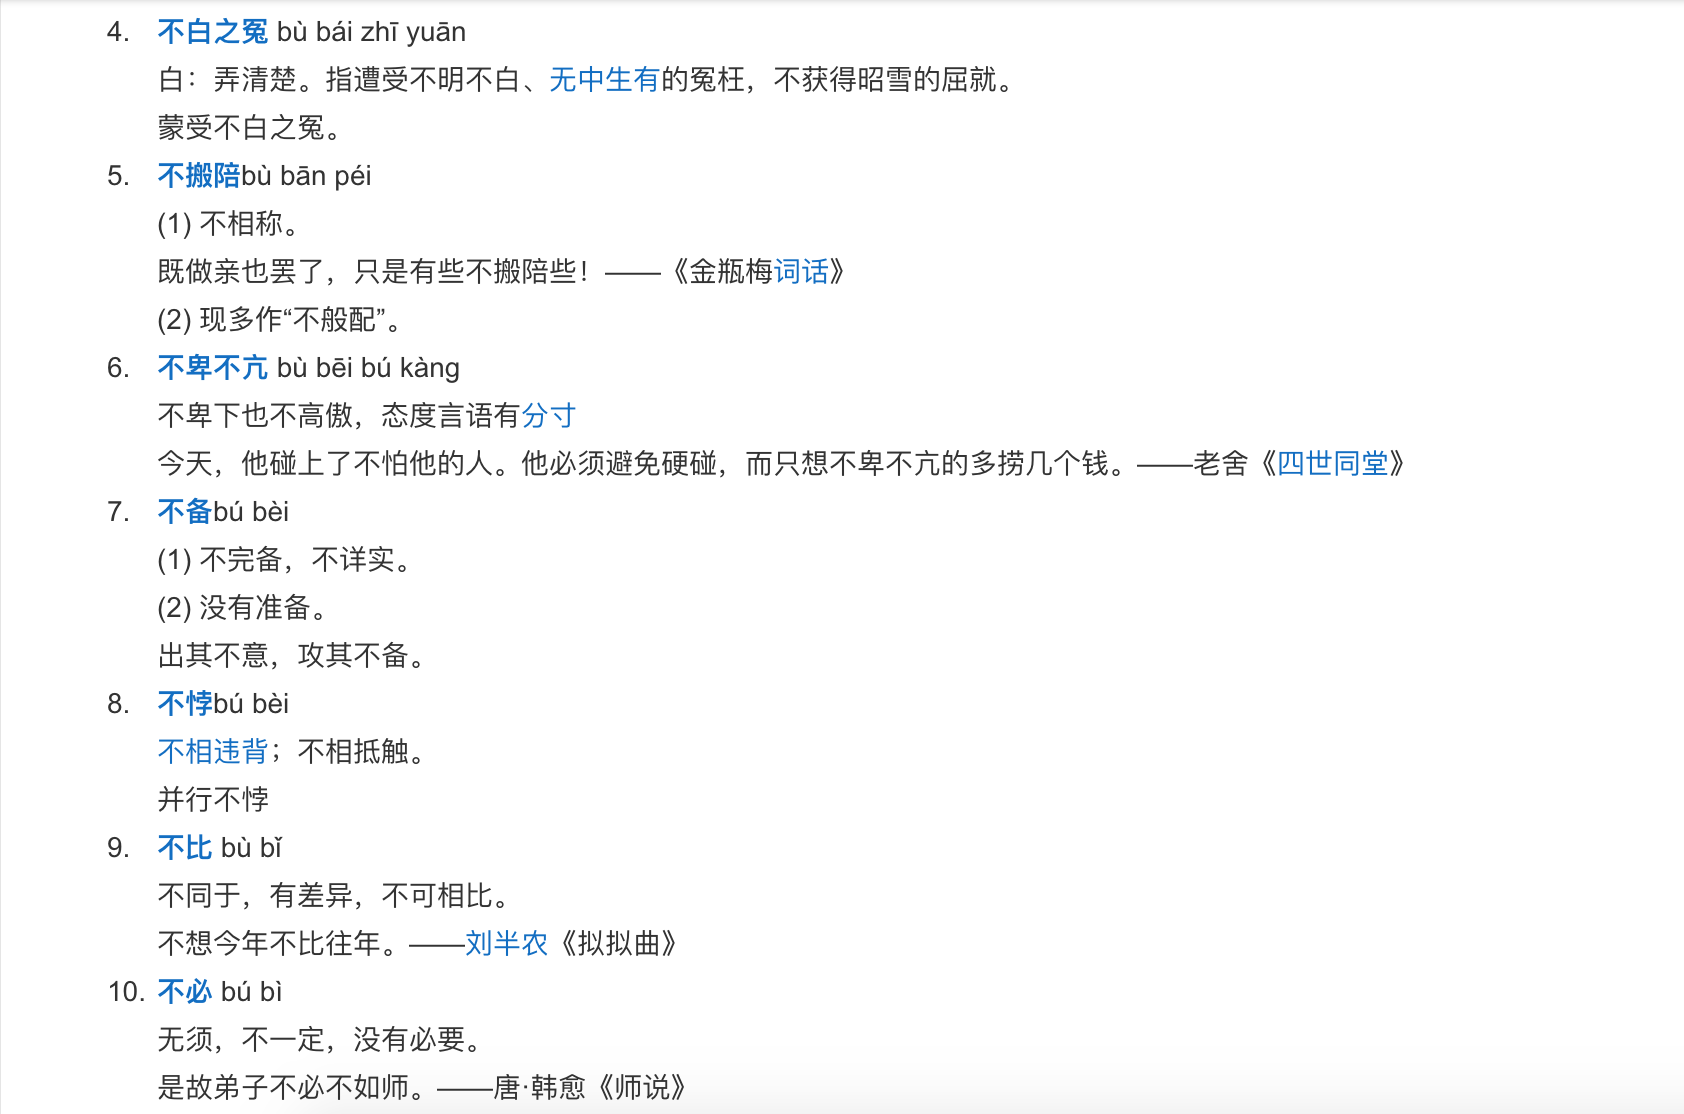 4. 不白之冤 bù bái zhī yuān
白：弄清楚。指遭受不明不白、无中生有的冤枉，不获得昭雪的屈就。
蒙受不白之冤。
5. 不搬陪bù bān péi
(1) 不相称。
既做亲也罢了，只是有些不搬陪些！——《金瓶梅词话》
(2) 现多作“不般配”。
6. 不卑不亢 bù bēi bú kàng
不卑下也不高傲，态度言语有分寸
今天，他碰上了不怕他的人。他必须避免硬碰，而只想不卑不亢的多捞几个钱。——老舍《四世同堂》
7. 不备bú bèi
(1) 不完备，不详实。
(2) 没有准备。
出其不意，攻其不备。
8. 不悖bú bèi
不相违背；不相抵触。
并行不悖
9. 不比 bù bǐ
不同于，有差异，不可相比。
不想今年不比往年。——刘半农《拟拟曲》
10. 不必 bú bì
无须，不一定，没有必要。
是故弟子不必不如师。——唐·韩愈《师说》